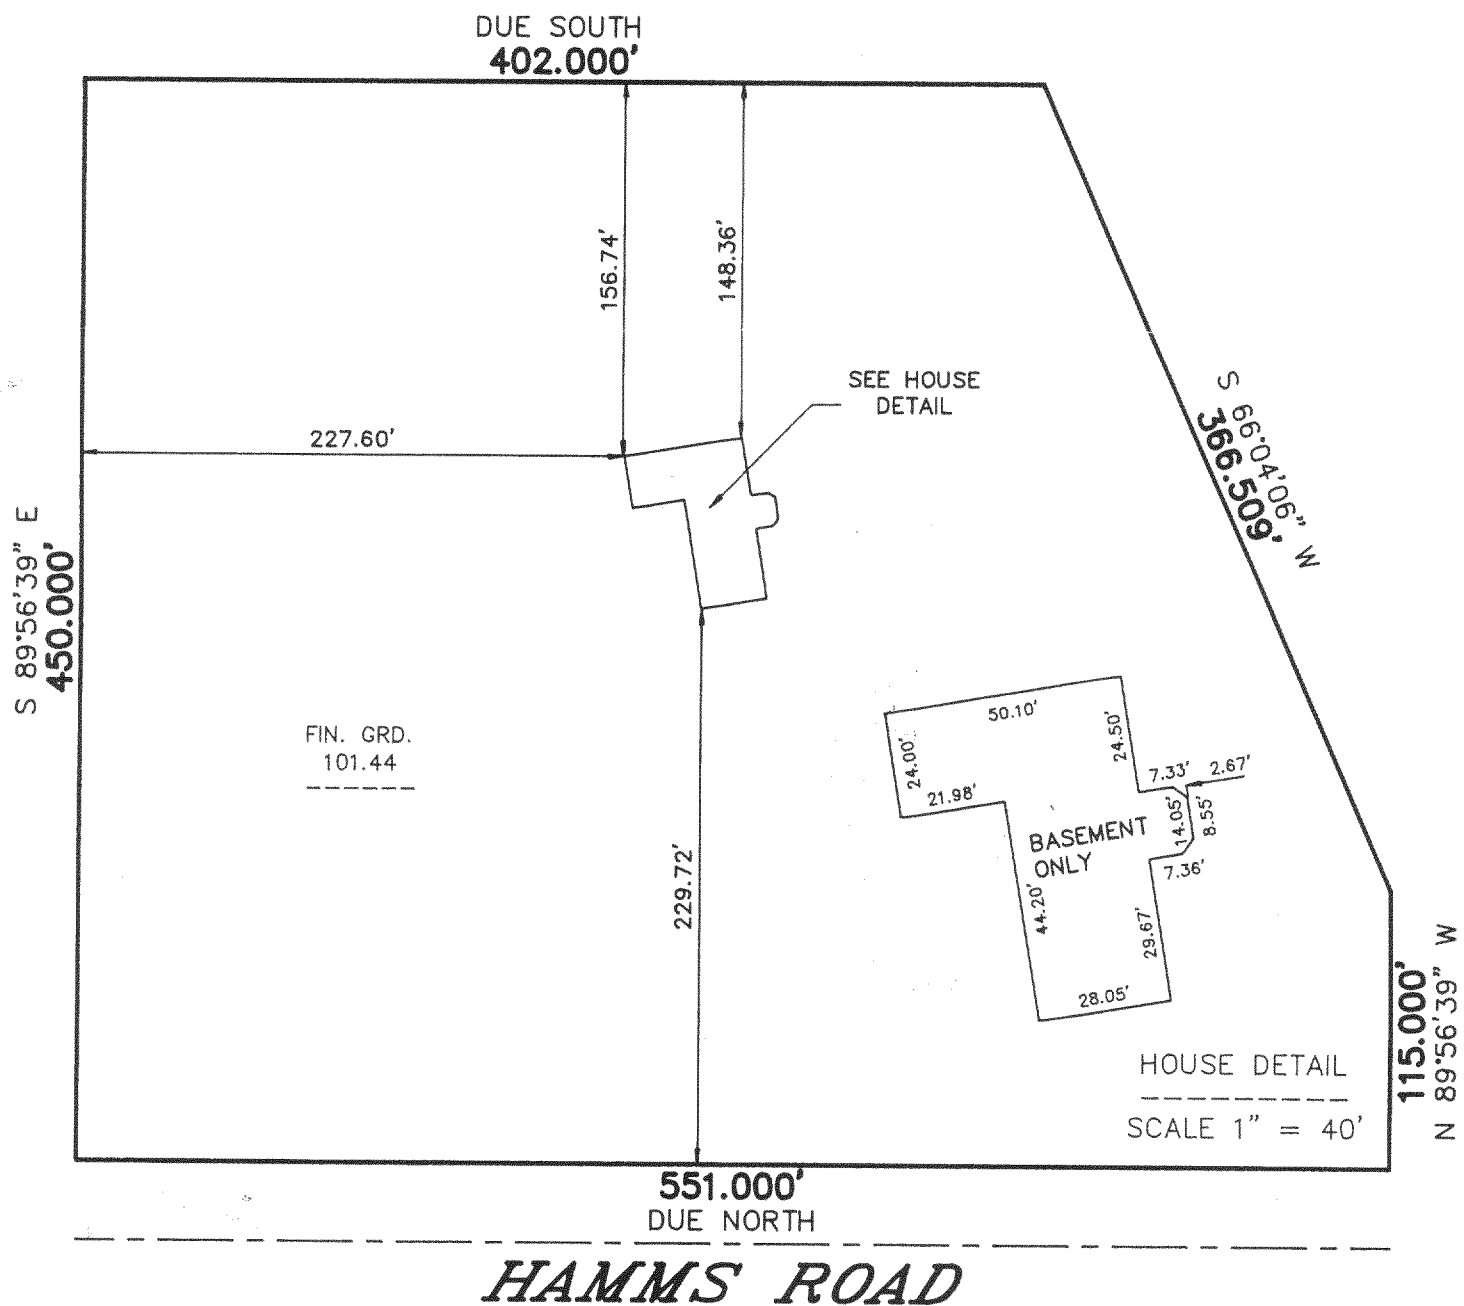 DUE SOUTH
402.000'
156.74'
148.36'
SEE HOUSE
DETAIL
227.60'
S 66°04'06" W
366.509'
S 89°56'39" E
450.000'
FIN. GRD.
101.44
229.72'
50.10'
24.00'
24.50'
21.98'
7.33'
2.67'
14.05'
8.55'
BASEMENT
ONLY
7.36'
44.20'
29.67'
28.05'
HOUSE DETAIL
SCALE 1" = 40'
115.000'
N 89°56'39" W
551.000'
DUE NORTH
HAMMS ROAD